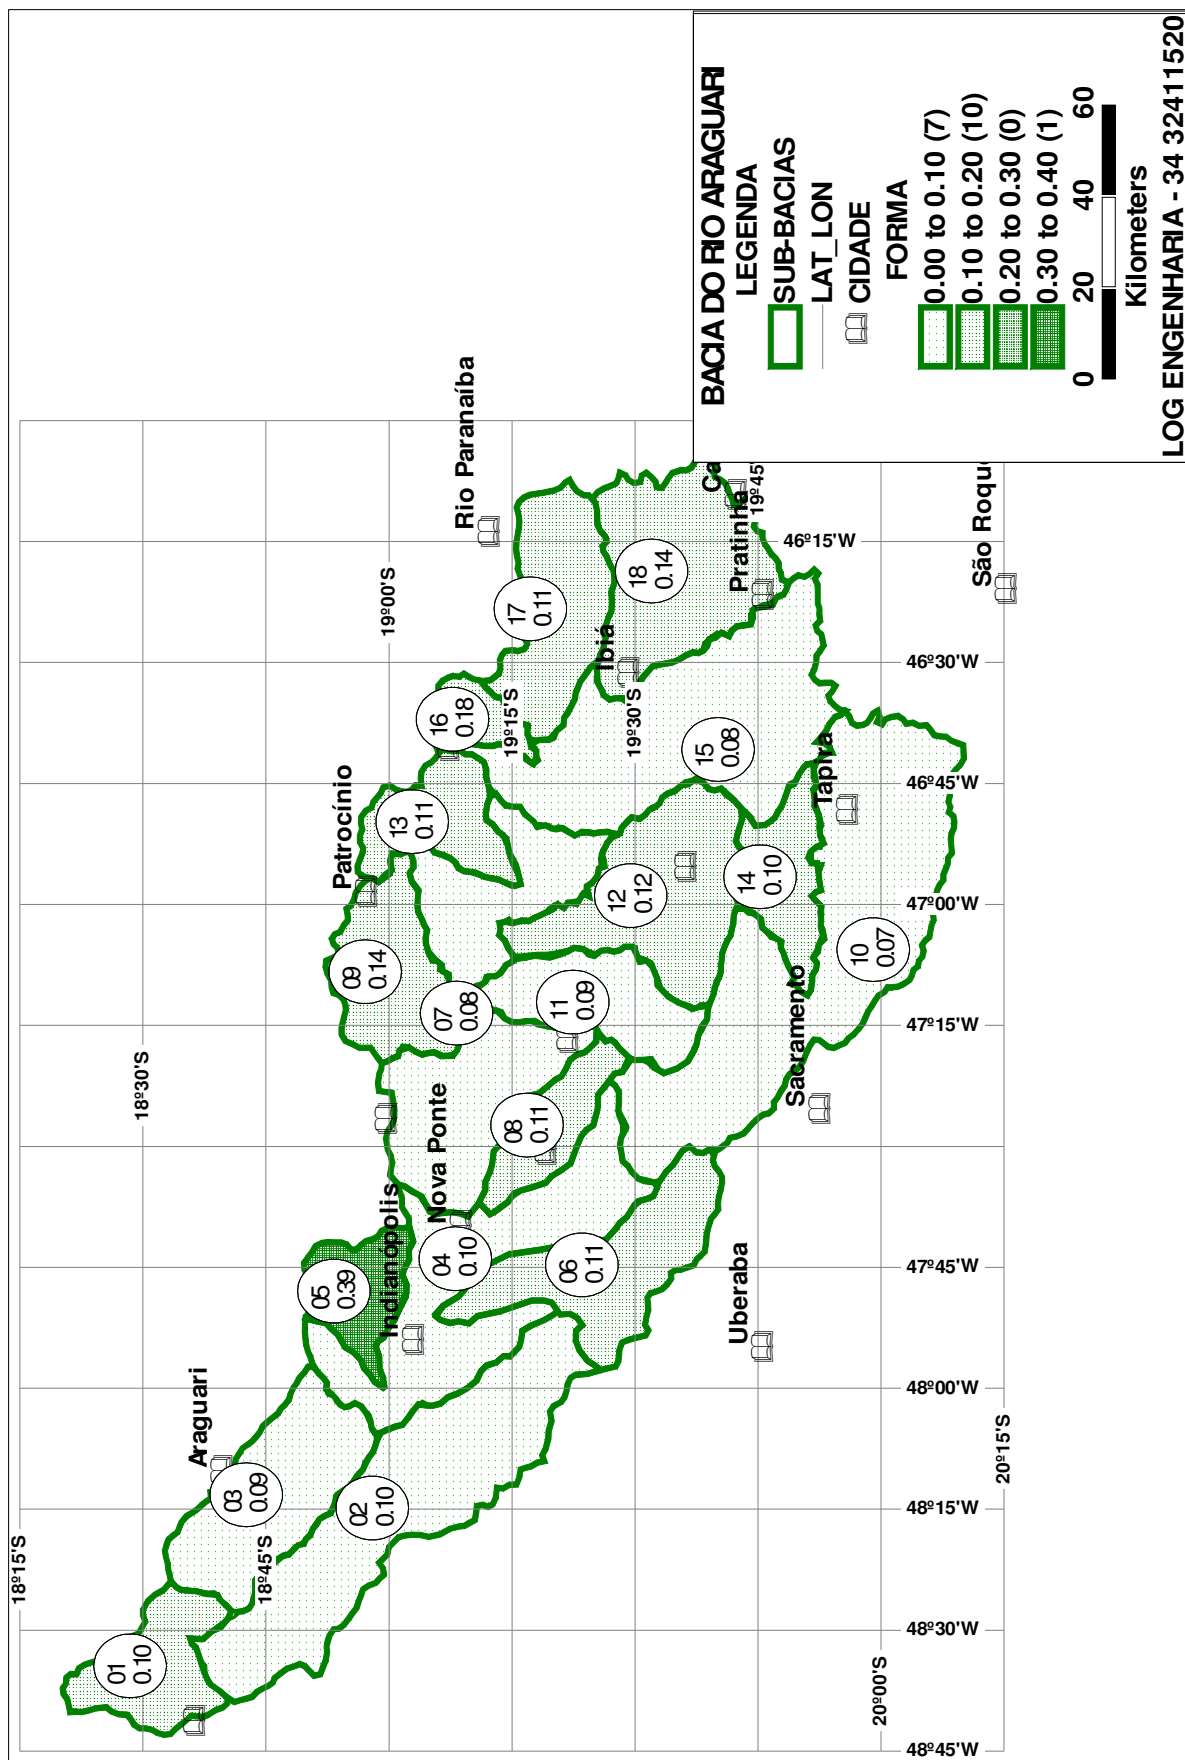 18º15'S
18º30'S
18º45'S
19º00'S
19º15'S
19º30'S
19º45'
20º00'S
20º15'S
48º45'W
48º30'W
48º15'W
48º00'W
47º45'W
47º15'W
47º00'W
46º45'W
46º30'W
46º15'W
Araguari
Indianópolis
Nova Ponte
Patrocínio
Rio Paranaíba
Ibiá
Pratinha
Ca
Tapira
Sacramento
Uberaba
São Roqu
01
0.10
02
0.10
03
0.09
04
0.10
05
0.39
06
0.11
07
0.08
08
0.11
09
0.14
10
0.07
11
0.09
12
0.12
13
0.11
14
0.10
15
0.08
16
0.18
17
0.11
18
0.14
BACIA DO RIO ARAGUARI
LEGENDA
SUB-BACIAS
LAT_LON
CIDADE
FORMA
0.00 to 0.10 (7)
0.10 to 0.20 (10)
0.20 to 0.30 (0)
0.30 to 0.40 (1)
0 20 40 60
Kilometers
LOG ENGENHARIA - 34 32411520